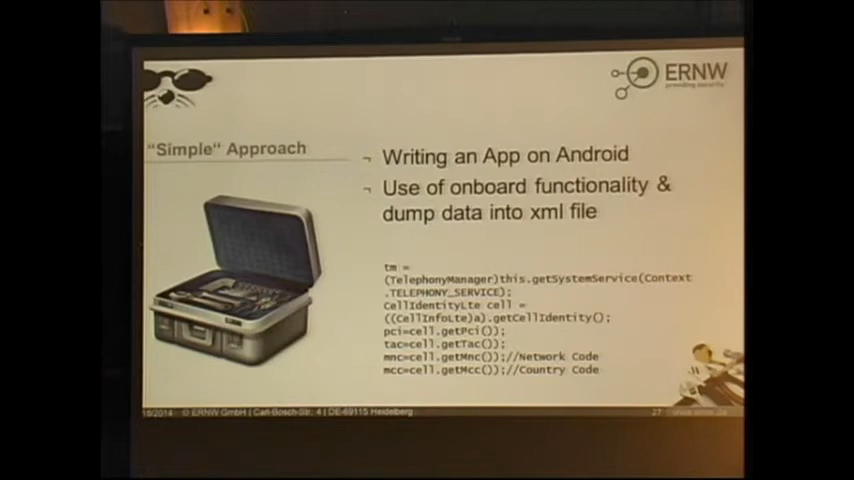 ERNW
providing security.
"Simple" Approach
¬ Writing an App on Android
¬ Use of onboard functionality &
dump data into xml file
tm =
(TelephonyManager)this.getSystemService(Context
.TELEPHONY_SERVICE);
CellIdentityLte cell =
((CellInfoLte)a).getCellIdentity();
pci=cell.getPci());
tac=cell.getTac());
mnc=cell.getMnc());//Network Code
mcc=cell.getMcc());//Country Code
/2014 © ERNW GmbH | Carl-Bosch-Str. 4 | DE-69115 Heidelberg
27